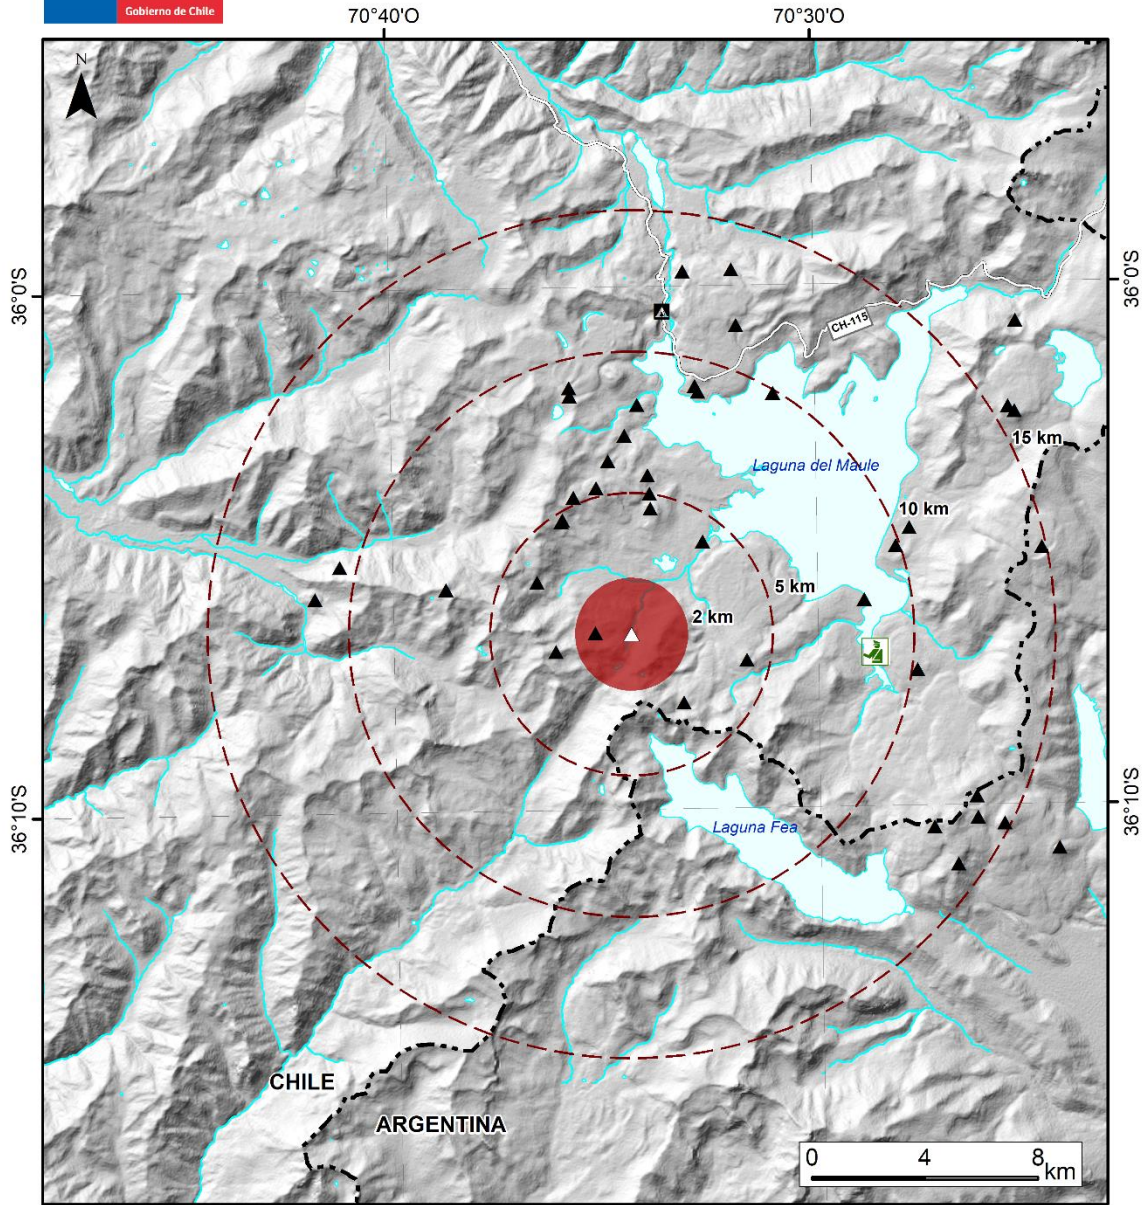 Gobierno de Chile
70°40'O
70°30'O
N
36°0'S
36°0'S
CH-115
15 km
Laguna del Maule
10 km
5 km
2 km
36°10'S
36°10'S
Laguna Fea
CHILE
ARGENTINA
0 4 8 km